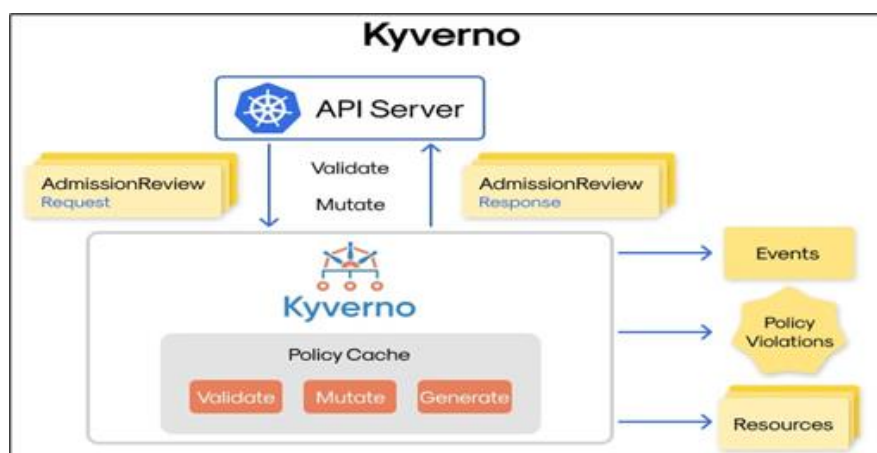 Kyverno
API Server
AdmissionReview
Request
Validate
Mutate
AdmissionReview
Response
Kyverno
Policy Cache
Validate
Mutate
Generate
Events
Policy
Violations
Resources